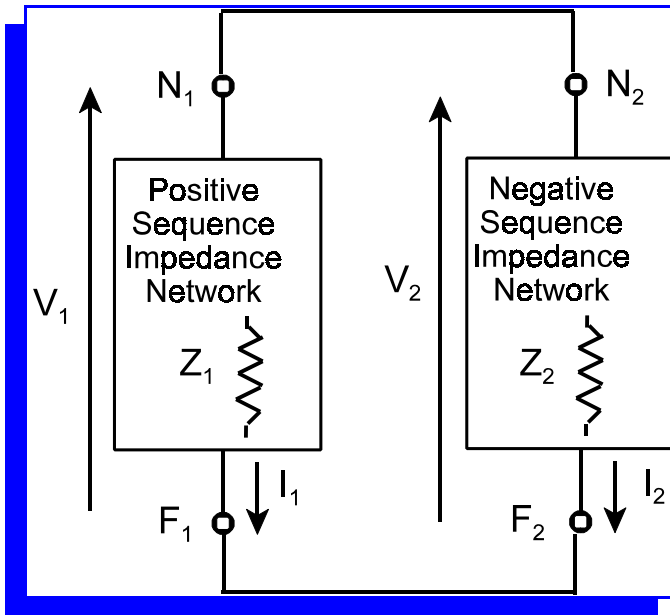 N₁
N₂
Positive
Sequence
Impedance
Network
Negative
Sequence
Impedance
Network
V₁
V₂
Z₁
Z₂
I₁
I₂
F₁
F₂